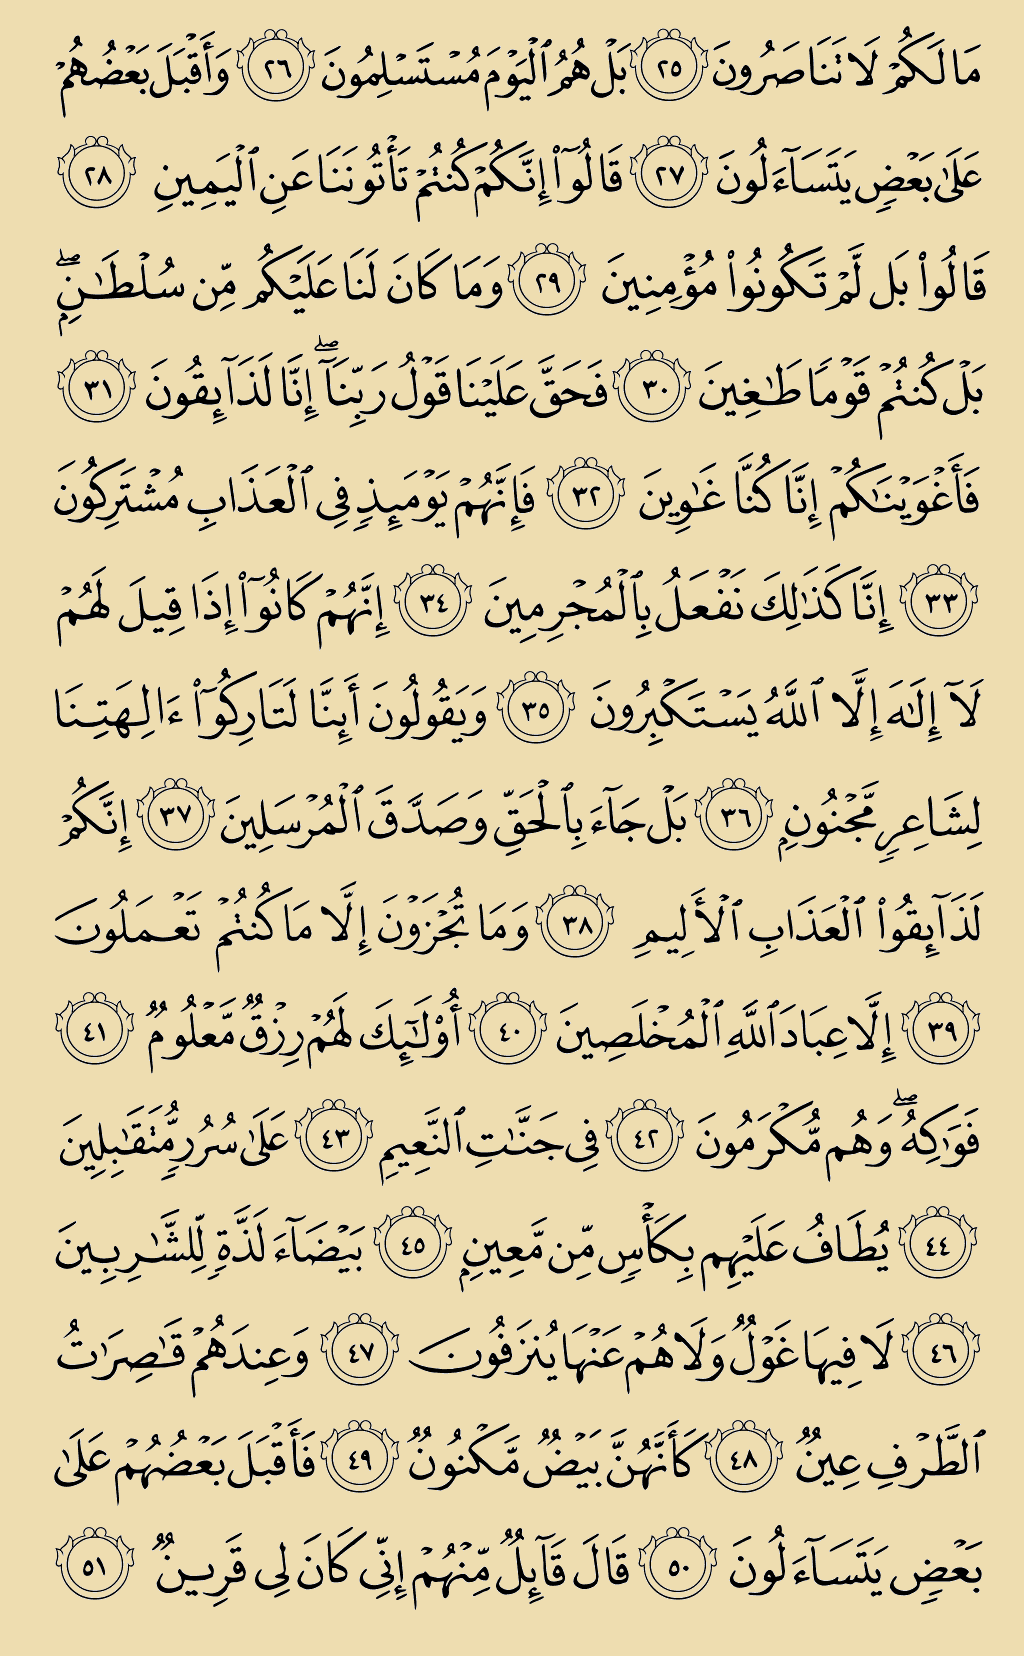 مَا لَكُمْ لَا تَنَاصَرُونَ ٢٥ بَلْ هُمُ ٱلْيَوْمَ مُسْتَسْلِمُونَ ٢٦ وَأَقْبَلَ بَعْضُهُمْ
عَلَىٰ بَعْضٍ يَتَسَآءَلُونَ ٢٧ قَالُوٓا۟ إِنَّكُمْ كُنتُمْ تَأْتُونَنَا عَنِ ٱلْيَمِينِ ٢٨
قَالُوا۟ بَل لَّمْ تَكُونُوا۟ مُؤْمِنِينَ ٢٩ وَمَا كَانَ لَنَا عَلَيْكُم مِّن سُلْطَـٰنٍۭ ۖ
بَلْ كُنتُمْ قَوْمًا طَـٰغِينَ ٣٠ فَحَقَّ عَلَيْنَا قَوْلُ رَبِّنَآ ۖ إِنَّا لَذَآئِقُونَ ٣١
فَأَغْوَيْنَـٰكُمْ إِنَّا كُنَّا غَـٰوِينَ ٣٢ فَإِنَّهُمْ يَوْمَئِذٍ فِى ٱلْعَذَابِ مُشْتَرِكُونَ
٣٣ إِنَّا كَذَٰلِكَ نَفْعَلُ بِٱلْمُجْرِمِينَ ٣٤ إِنَّهُمْ كَانُوٓا۟ إِذَا قِيلَ لَهُمْ
لَآ إِلَـٰهَ إِلَّا ٱللَّهُ يَسْتَكْبِرُونَ ٣٥ وَيَقُولُونَ أَئِنَّا لَتَارِكُوٓا۟ ءَالِهَتِنَا
لِشَاعِرٍ مَّجْنُونٍۭ ٣٦ بَلْ جَآءَ بِٱلْحَقِّ وَصَدَّقَ ٱلْمُرْسَلِينَ ٣٧ إِنَّكُمْ
لَذَآئِقُوا۟ ٱلْعَذَابِ ٱلْأَلِيمِ ٣٨ وَمَا تُجْزَوْنَ إِلَّا مَا كُنتُمْ تَعْمَلُونَ
٣٩ إِلَّا عِبَادَ ٱللَّهِ ٱلْمُخْلَصِينَ ٤٠ أُو۟لَـٰٓئِكَ لَهُمْ رِزْقٌ مَّعْلُومٌ ٤١
فَوَٰكِهُ ۖ وَهُم مُّكْرَمُونَ ٤٢ فِى جَنَّـٰتِ ٱلنَّعِيمِ ٤٣ عَلَىٰ سُرُرٍ مُّتَقَـٰبِلِينَ
٤٤ يُطَافُ عَلَيْهِم بِكَأْسٍ مِّن مَّعِينٍۭ ٤٥ بَيْضَآءَ لَذَّةٍ لِّلشَّـٰرِبِينَ
٤٦ لَا فِيهَا غَوْلٌ وَلَا هُمْ عَنْهَا يُنزَفُونَ ٤٧ وَعِندَهُمْ قَـٰصِرَٰتُ
ٱلطَّرْفِ عِينٌ ٤٨ كَأَنَّهُنَّ بَيْضٌ مَّكْنُونٌ ٤٩ فَأَقْبَلَ بَعْضُهُمْ عَلَىٰ
بَعْضٍ يَتَسَآءَلُونَ ٥٠ قَالَ قَآئِلٌ مِّنْهُمْ إِنِّى كَانَ لِى قَرِينٌ ٥١